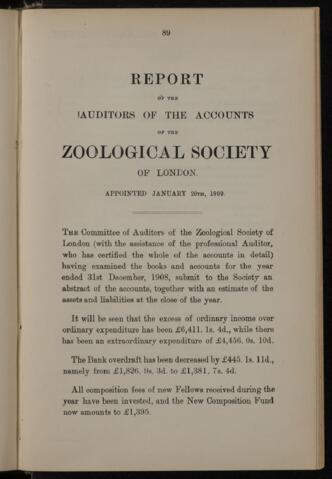 89
REPORT
OF THE
AUDITORS OF THE ACCOUNTS
OF THE
ZOOLOGICAL SOCIETY
OF LONDON.
APPOINTED JANUARY 20TH, 1909.
THE Committee of Auditors of the Zoological Society of
London (with the assistance of the professional Auditor,
who has certified the whole of the accounts in detail)
having examined the books and accounts for the year
ended 31st December, 1908, submit to the Society an
abstract of the accounts, together with an estimate of the
assets and liabilities at the close of the year.
It will be seen that the excess of ordinary income over
ordinary expenditure has been £6,411. 1s. 4d., while there
has been an extraordinary expenditure of £4,456. 0s. 10d.
The Bank overdraft has been decreased by £445. 1s. 11d.,
namely from £1,826. 9s. 3d. to £1,381. 7s. 4d.
All composition fees of new Fellows received during the
year have been invested, and the New Composition Fund
now amounts to £1,395.